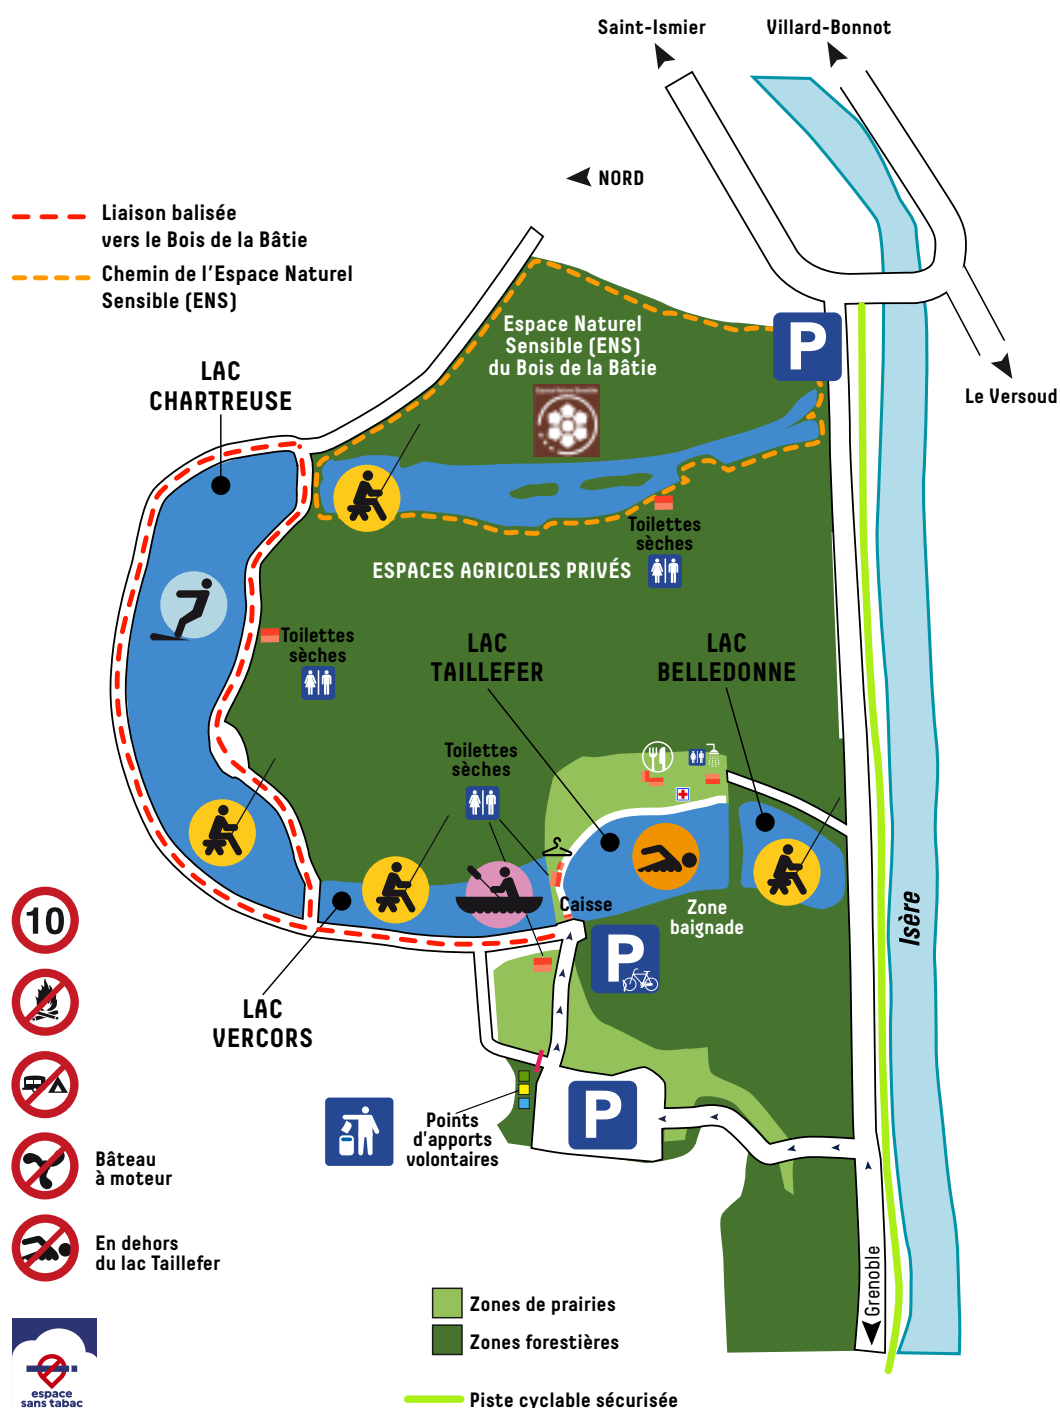 Saint-Ismier
Villard-Bonnot
NORD
Liaison balisée
vers le Bois de la Bâtie
Chemin de l'Espace Naturel
Sensible (ENS)
Espace Naturel
Sensible (ENS)
du Bois de la Bâtie
P
Le Versoud
LAC
CHARTREUSE
Toilettes
sèches
ESPACES AGRICOLES PRIVÉS
Toilettes
sèches
LAC
TAILLEFER
LAC
BELLEDONNE
Toilettes
sèches
Caisse
Zone
baignade
Isère
10
P
LAC
VERCORS
P
Points
d'apports
volontaires
Bâteau
à moteur
En dehors
du lac Taillefer
Grenoble
Zones de prairies
Zones forestières
espace
sans tabac
Piste cyclable sécurisée